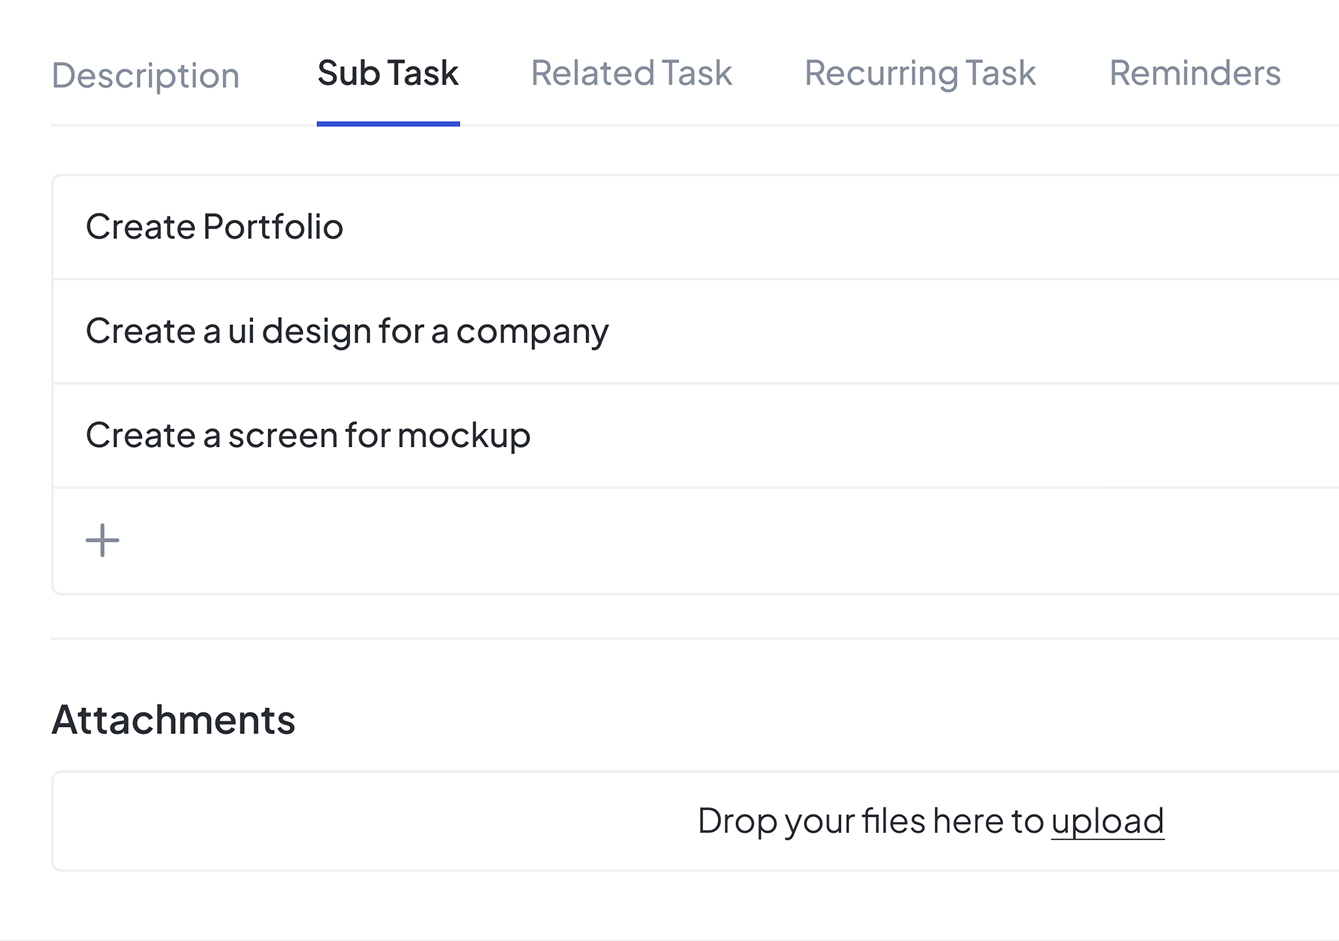 Description Sub Task Related Task Recurring Task Reminders
Create Portfolio
Create a ui design for a company
Create a screen for mockup
Attachments
Drop your files here to upload